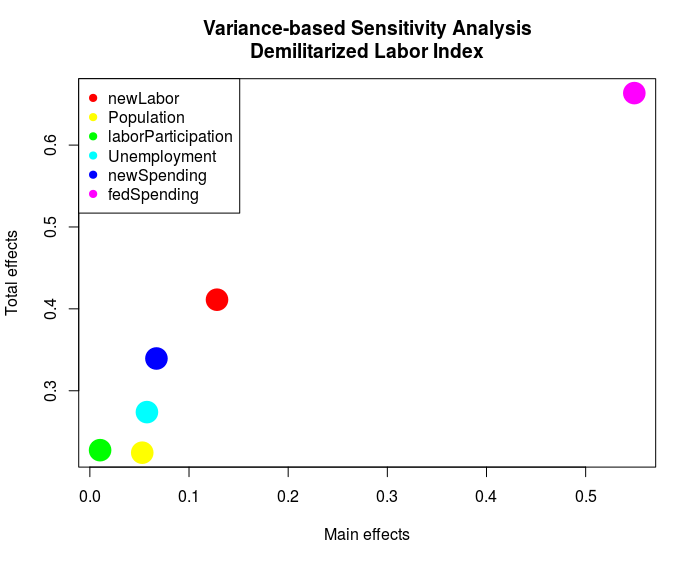 Variance-based Sensitivity Analysis
Demilitarized Labor Index
newLabor
Population
laborParticipation
Unemployment
newSpending
fedSpending
Total effects
0.6
0.5
0.4
0.3
0.0 0.1 0.2 0.3 0.4 0.5
Main effects